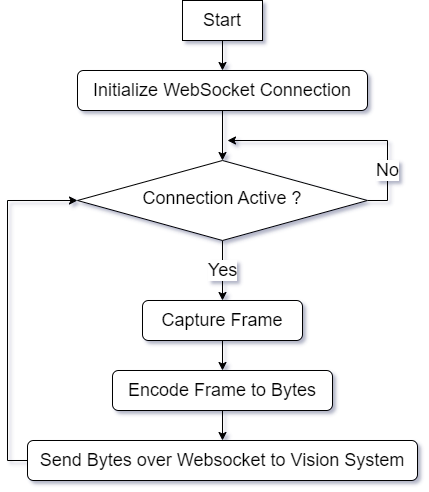 Start
Initialize WebSocket Connection
Connection Active ?
No
Yes
Capture Frame
Encode Frame to Bytes
Send Bytes over Websocket to Vision System